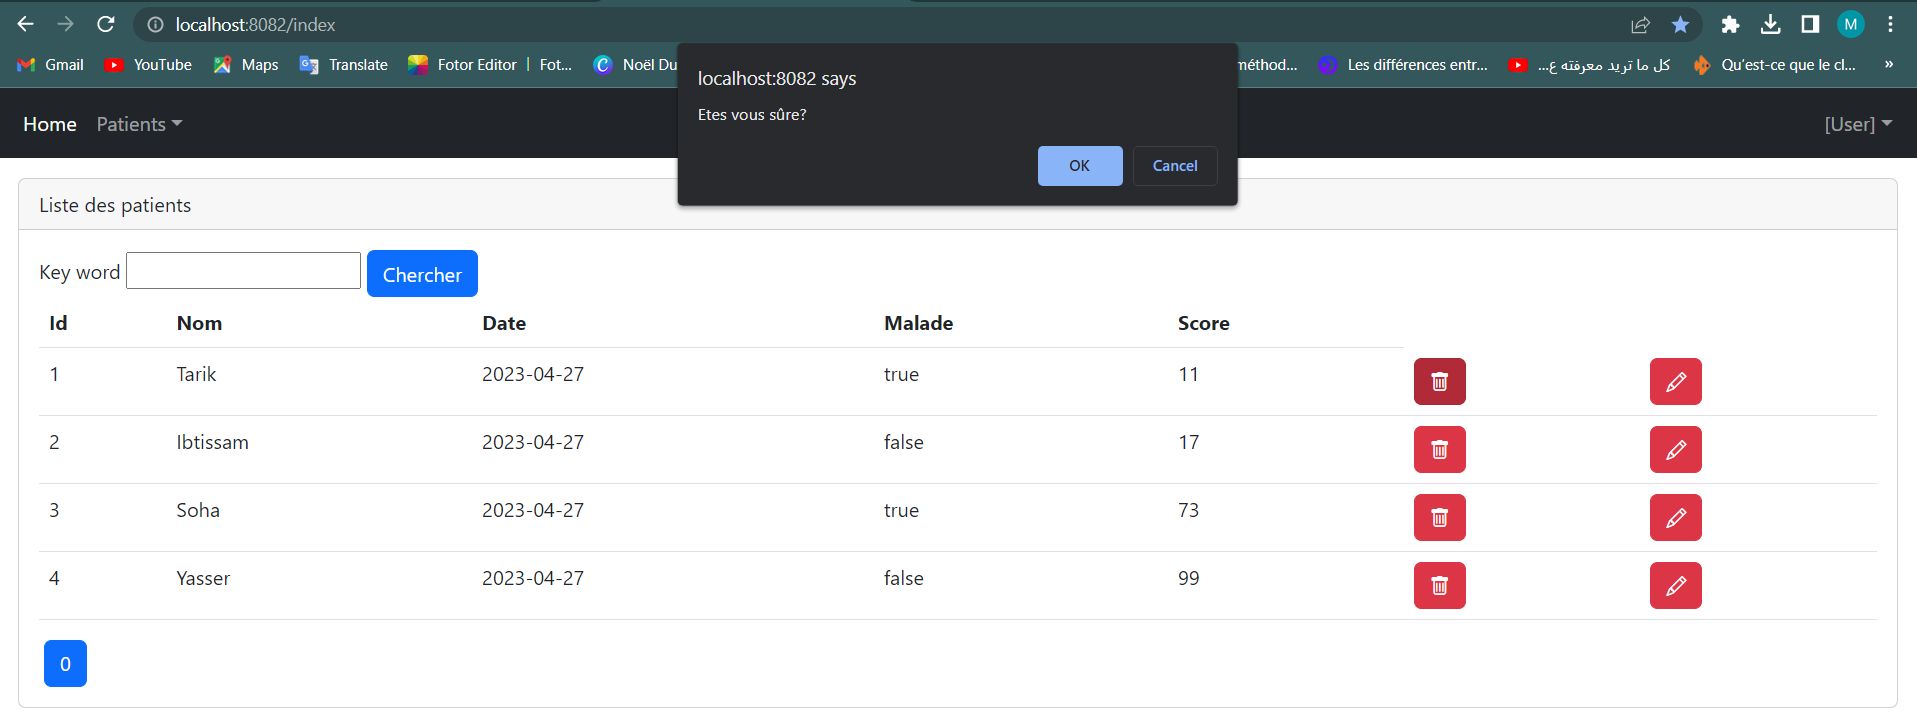 localhost:8082/index
Gmail YouTube Maps Translate Fotor Editor | Fot... Noël Du méthod... Les différences entr... كل ما تريد معرفته ع... Qu'est-ce que le cl... »
M
localhost:8082 says
Etes vous sûre?
OK Cancel
Home Patients [User]
Liste des patients
Key word Chercher
Id Nom Date Malade Score
1 Tarik 2023-04-27 true 11
2 Ibtissam 2023-04-27 false 17
3 Soha 2023-04-27 true 73
4 Yasser 2023-04-27 false 99
0